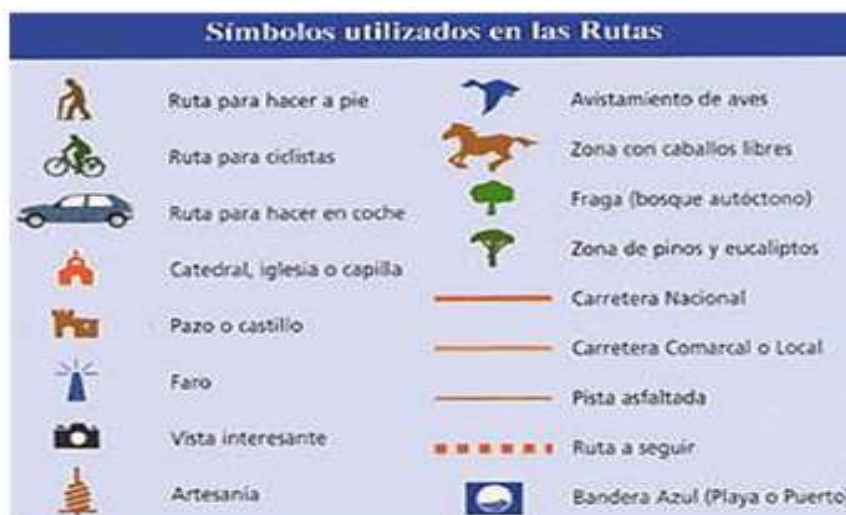 Símbolos utilizados en las Rutas
Ruta para hacer a pie
Ruta para ciclistas
Ruta para hacer en coche
Catedral, iglesia o capilla
Pazo o castillo
Faro
Vista interesante
Artesanía
Avistamiento de aves
Zona con caballos libres
Fraga (bosque autóctono)
Zona de pinos y eucaliptos
Carretera Nacional
Carretera Comarcal o Local
Pista asfaltada
Ruta a seguir
Bandera Azul (Playa o Puerto)